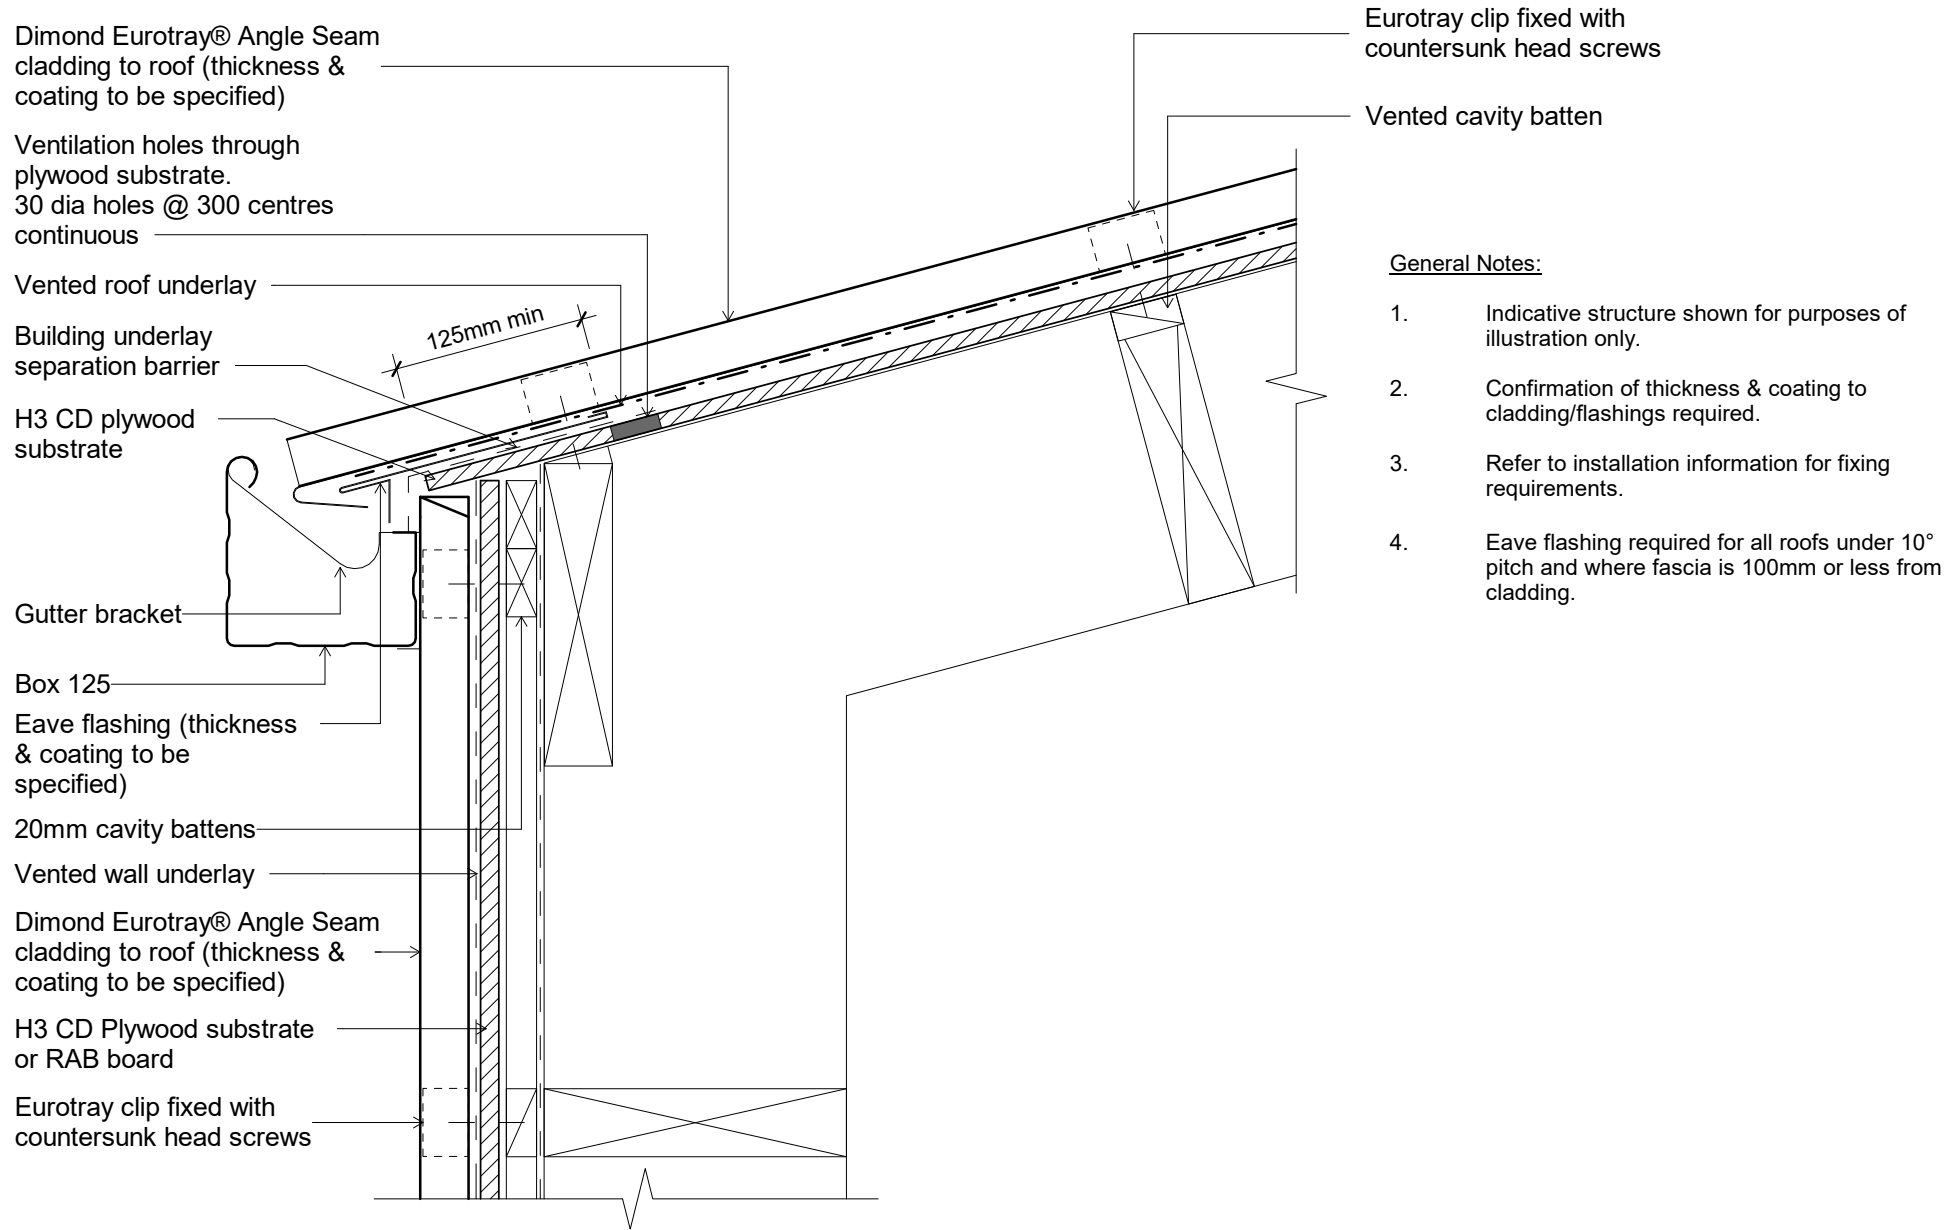 Dimond Eurotray® Angle Seam
cladding to roof (thickness &
coating to be specified)
Ventilation holes through
plywood substrate.
30 dia holes @ 300 centres
continuous
Vented roof underlay
125mm min
Building underlay
separation barrier
H3 CD plywood
substrate
Gutter bracket
Box 125
Eave flashing (thickness
& coating to be
specified)
20mm cavity battens
Vented wall underlay
Dimond Eurotray® Angle Seam
cladding to roof (thickness &
coating to be specified)
H3 CD Plywood substrate
or RAB board
Eurotray clip fixed with
countersunk head screws
Eurotray clip fixed with
countersunk head screws
Vented cavity batten
General Notes:
1. Indicative structure shown for purposes of
illustration only.
2. Confirmation of thickness & coating to
cladding/flashings required.
3. Refer to installation information for fixing
requirements.
4. Eave flashing required for all roofs under 10°
pitch and where fascia is 100mm or less from
cladding.